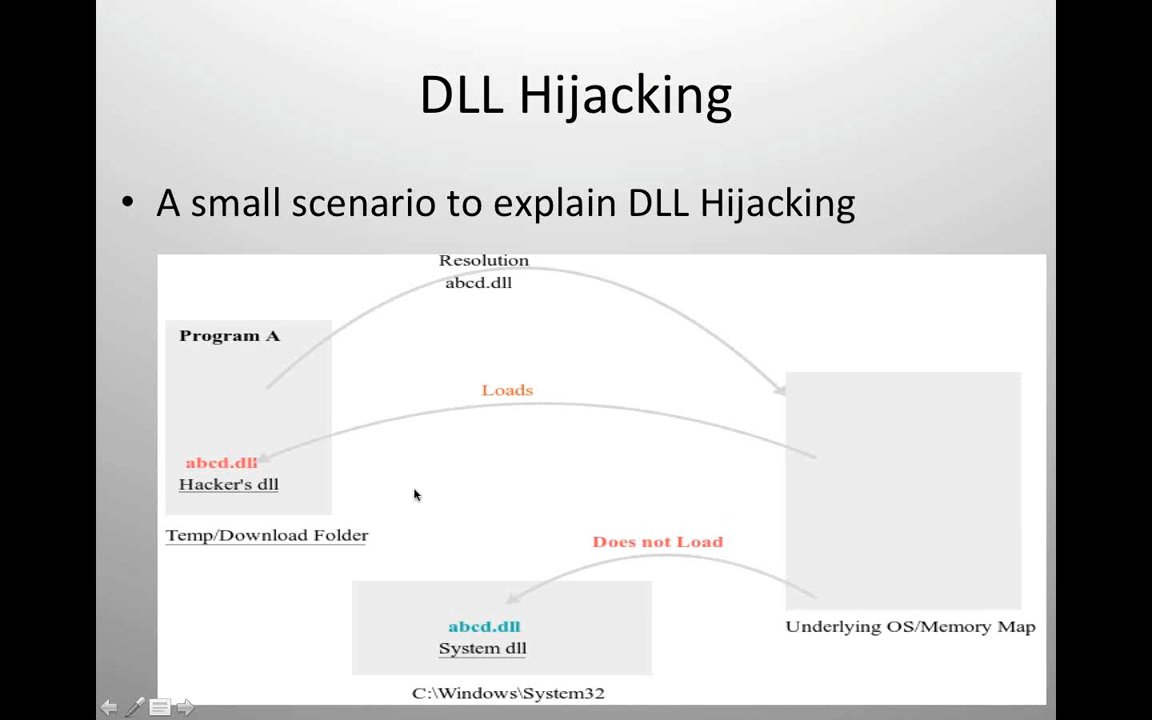 DLL Hijacking
• A small scenario to explain DLL Hijacking
Resolution
abcd.dll
Program A
Loads
abcd.dll
Hacker's dll
Temp/Download Folder
Does not Load
abcd.dll
System dll
Underlying OS/Memory Map
C:\Windows\System32